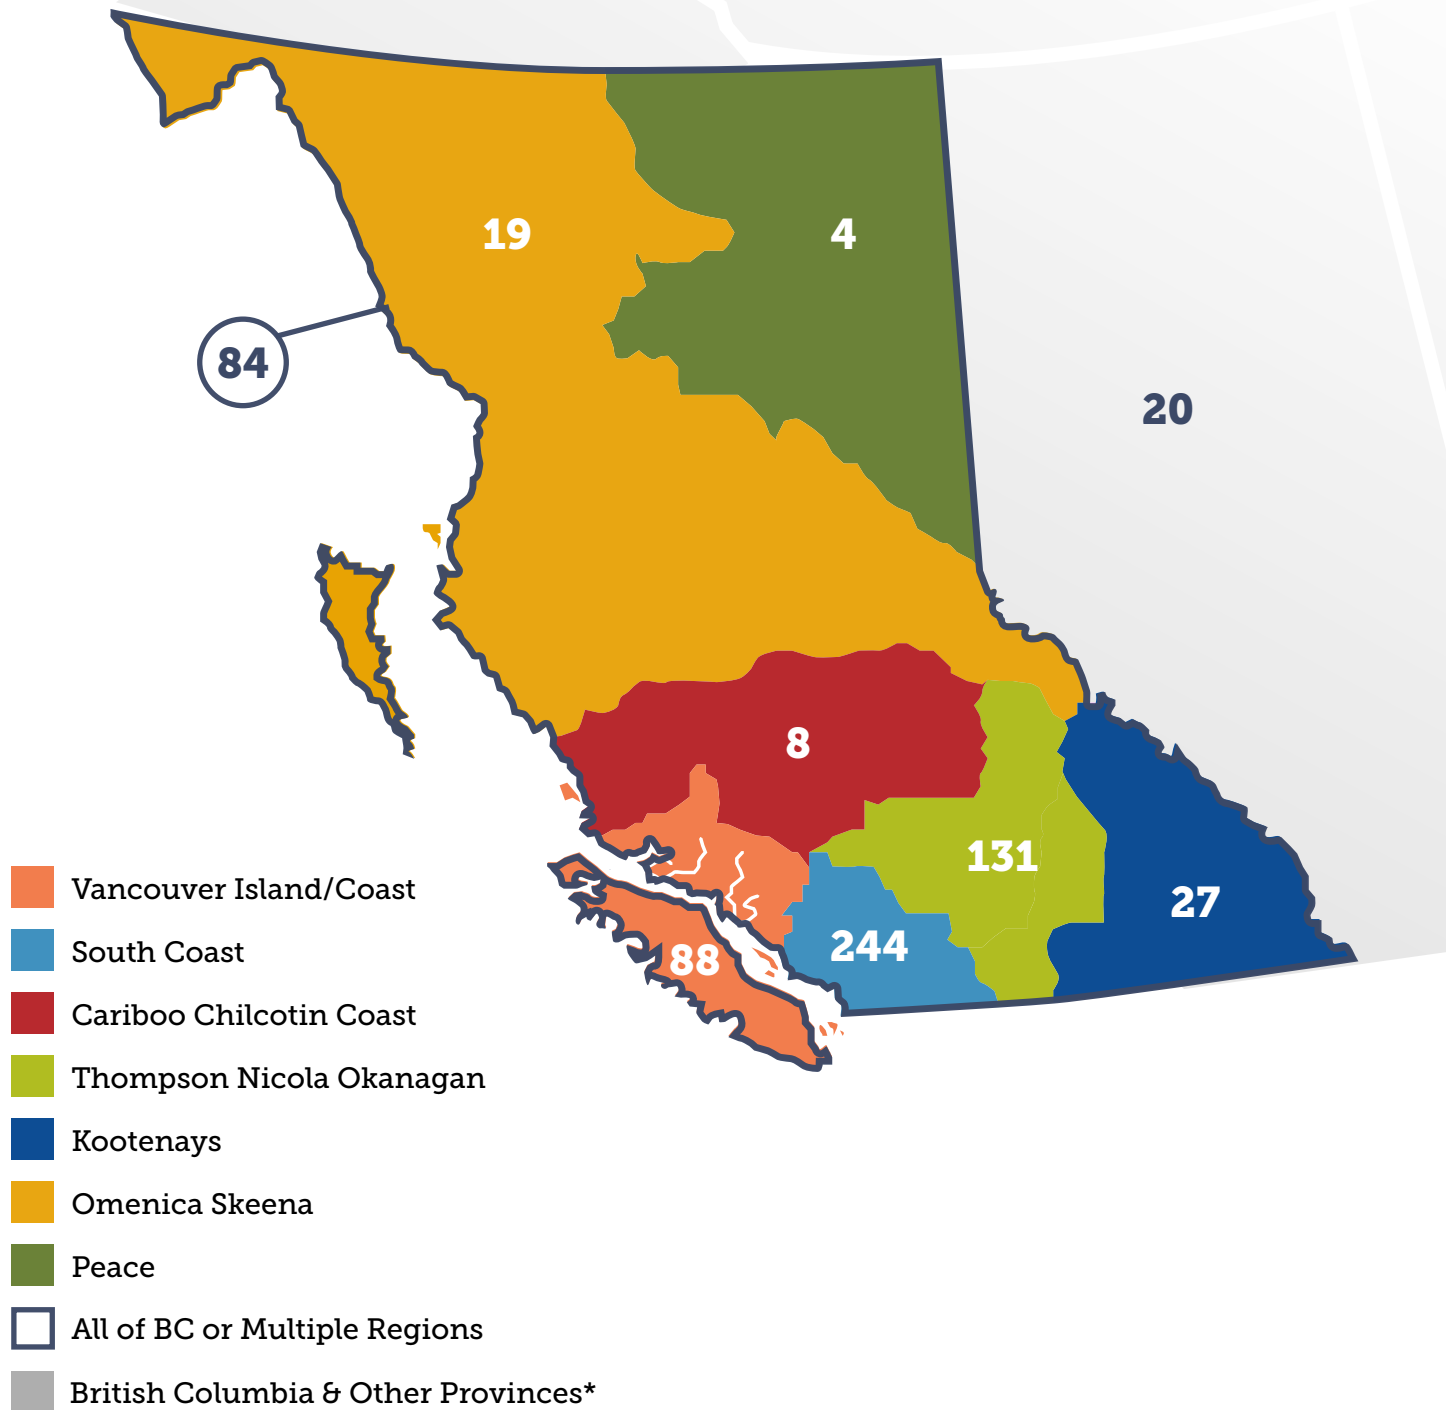 19
4
84
20
8
131
27
244
88
Vancouver Island/Coast
South Coast
Cariboo Chilcotin Coast
Thompson Nicola Okanagan
Kootenays
Omenica Skeena
Peace
All of BC or Multiple Regions
British Columbia & Other Provinces*